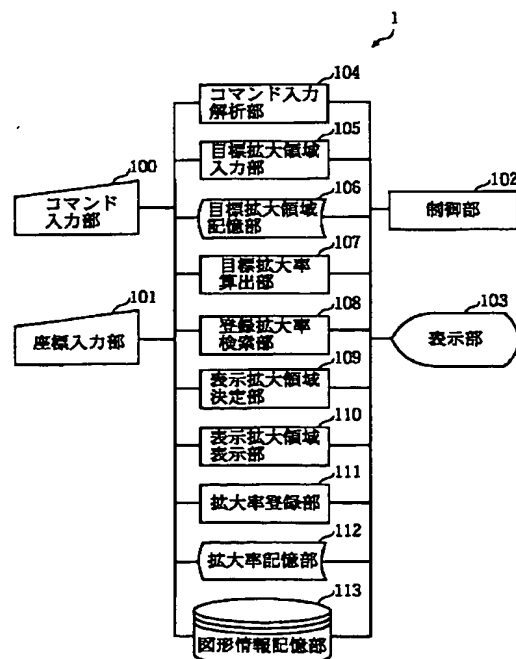 1
104
コマンド入力
解析部
105
目標拡大領域
入力部
100
コマンド
入力部
106
目標拡大領域
記憶部
102
制御部
107
目標拡大率
算出部
101
座標入力部
108
登録拡大率
検索部
103
表示部
109
表示拡大領域
決定部
110
表示拡大領域
表示部
111
拡大率登録部
112
拡大率記憶部
113
図形情報記憶部